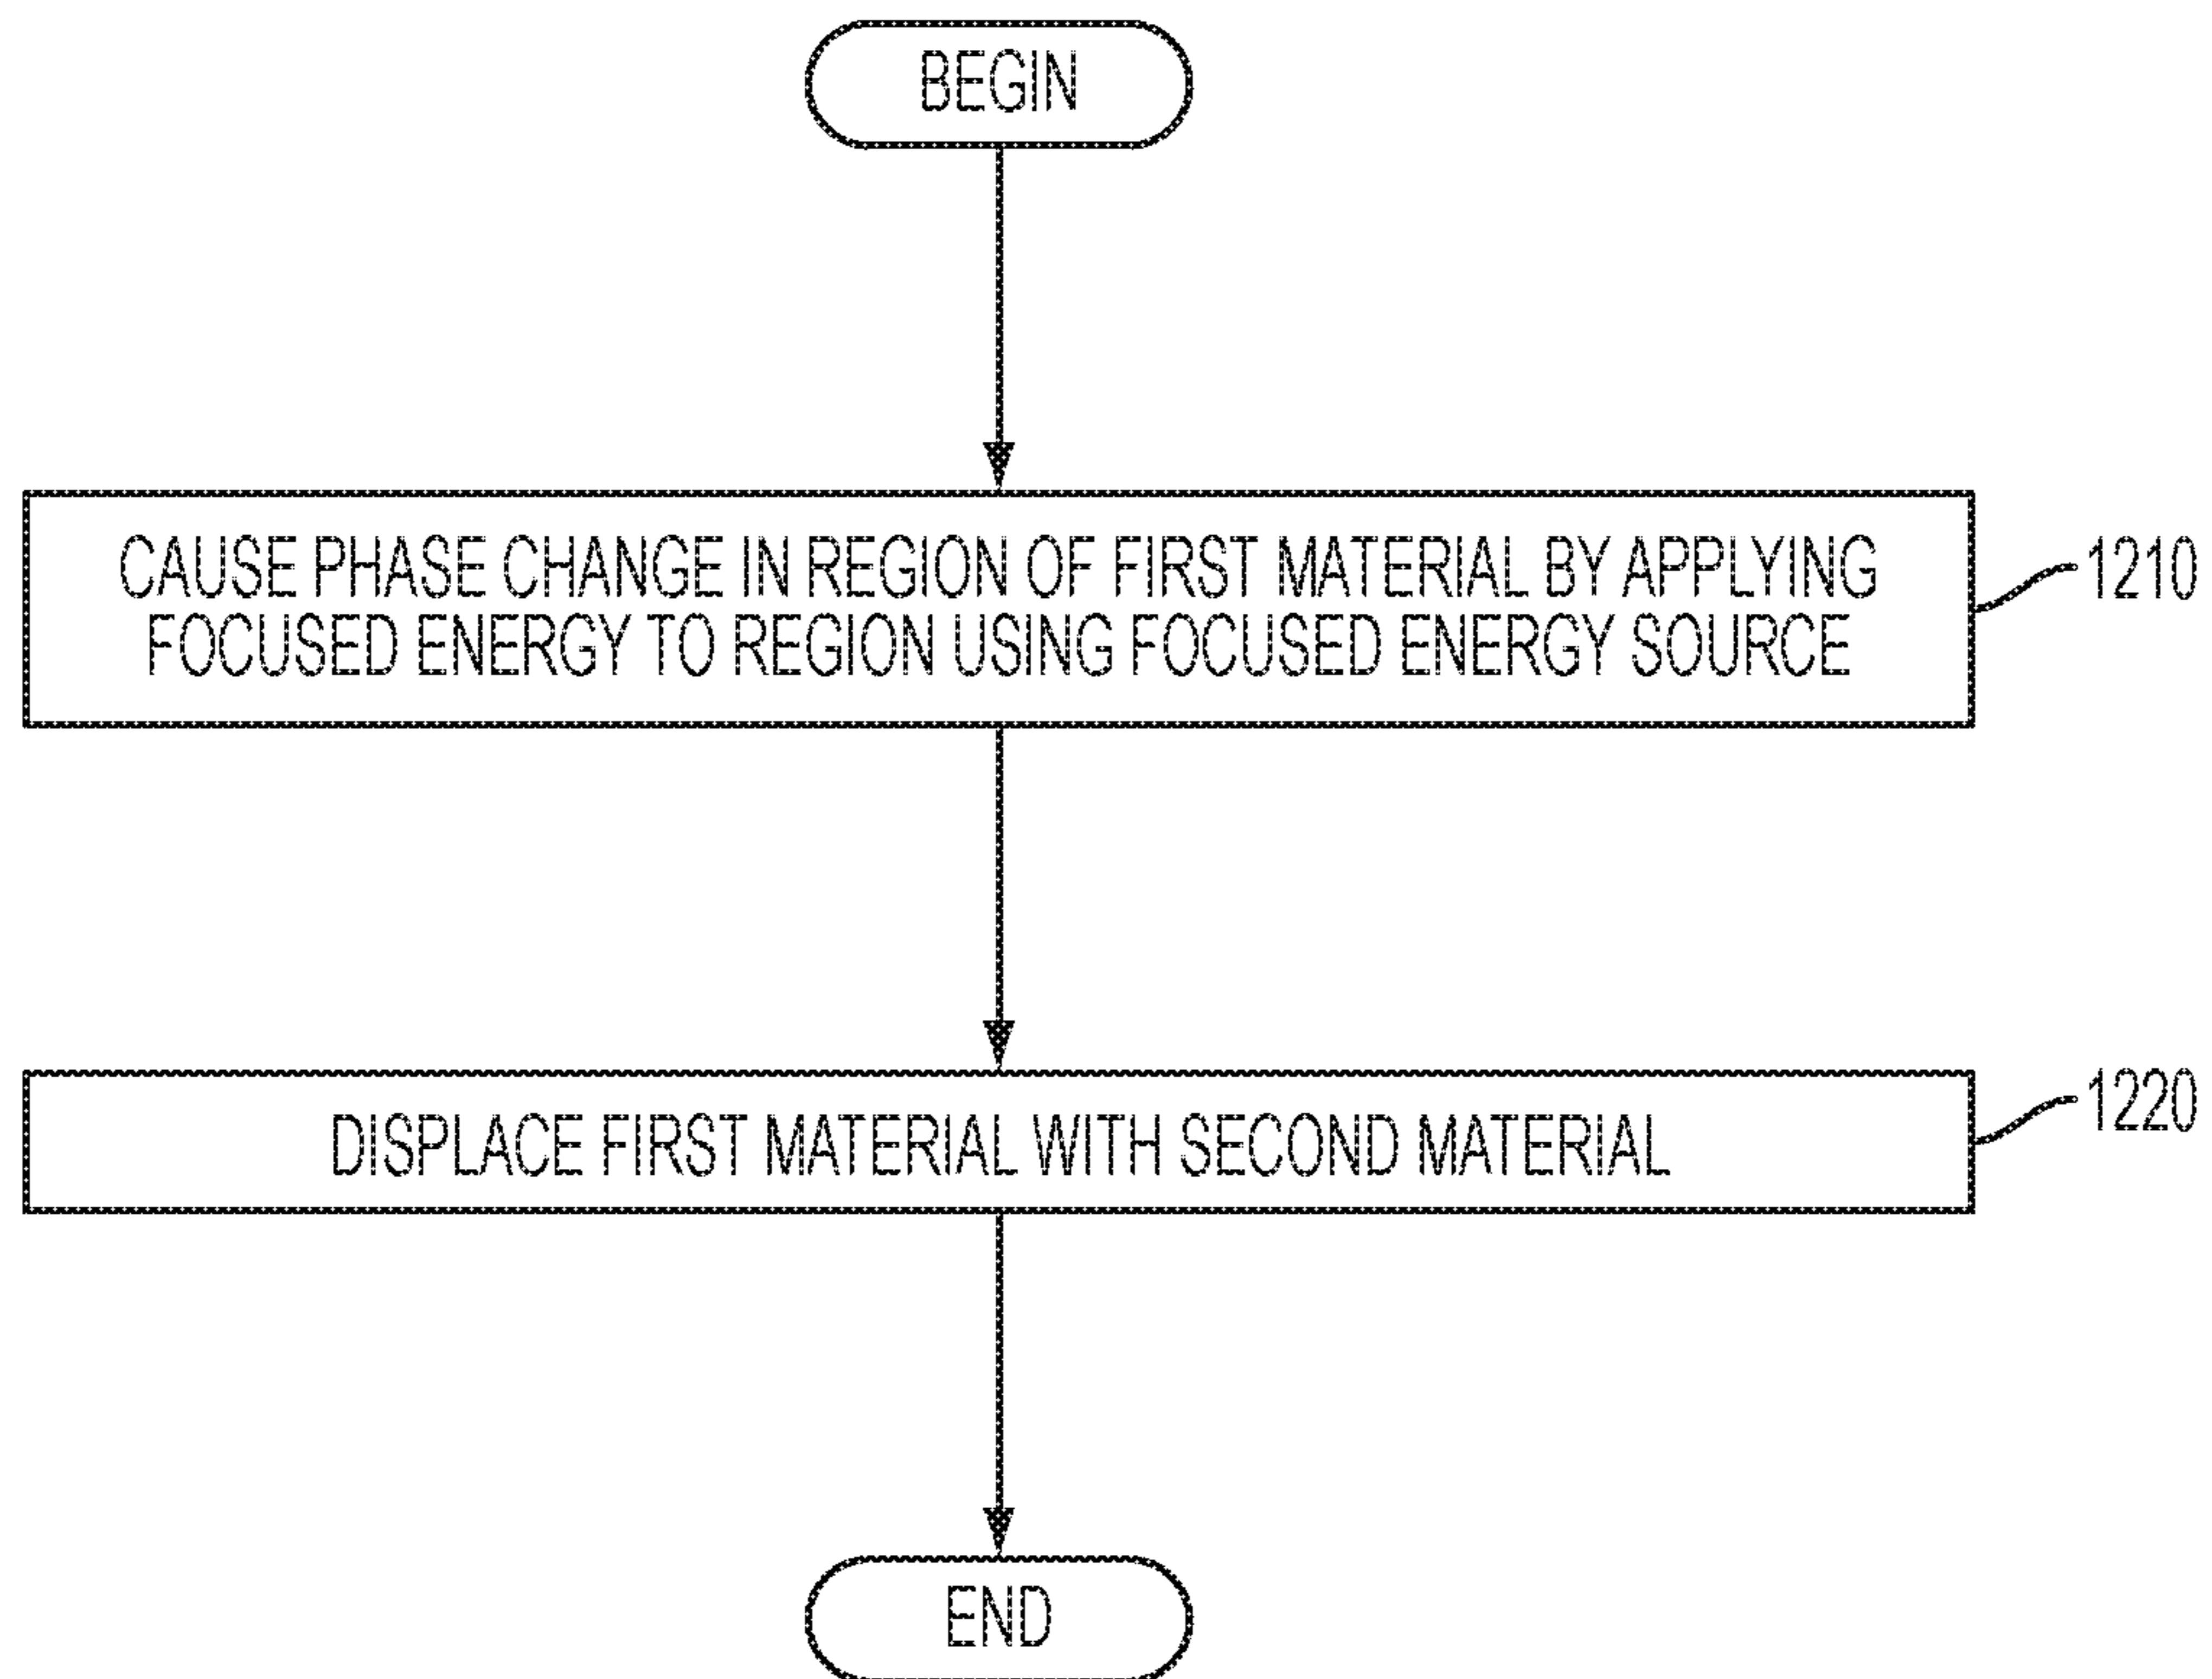 BEGIN
CAUSE PHASE CHANGE IN REGION OF FIRST MATERIAL BY APPLYING
FOCUSED ENERGY TO REGION USING FOCUSED ENERGY SOURCE
1210
DISPLACE FIRST MATERIAL WITH SECOND MATERIAL
1220
END